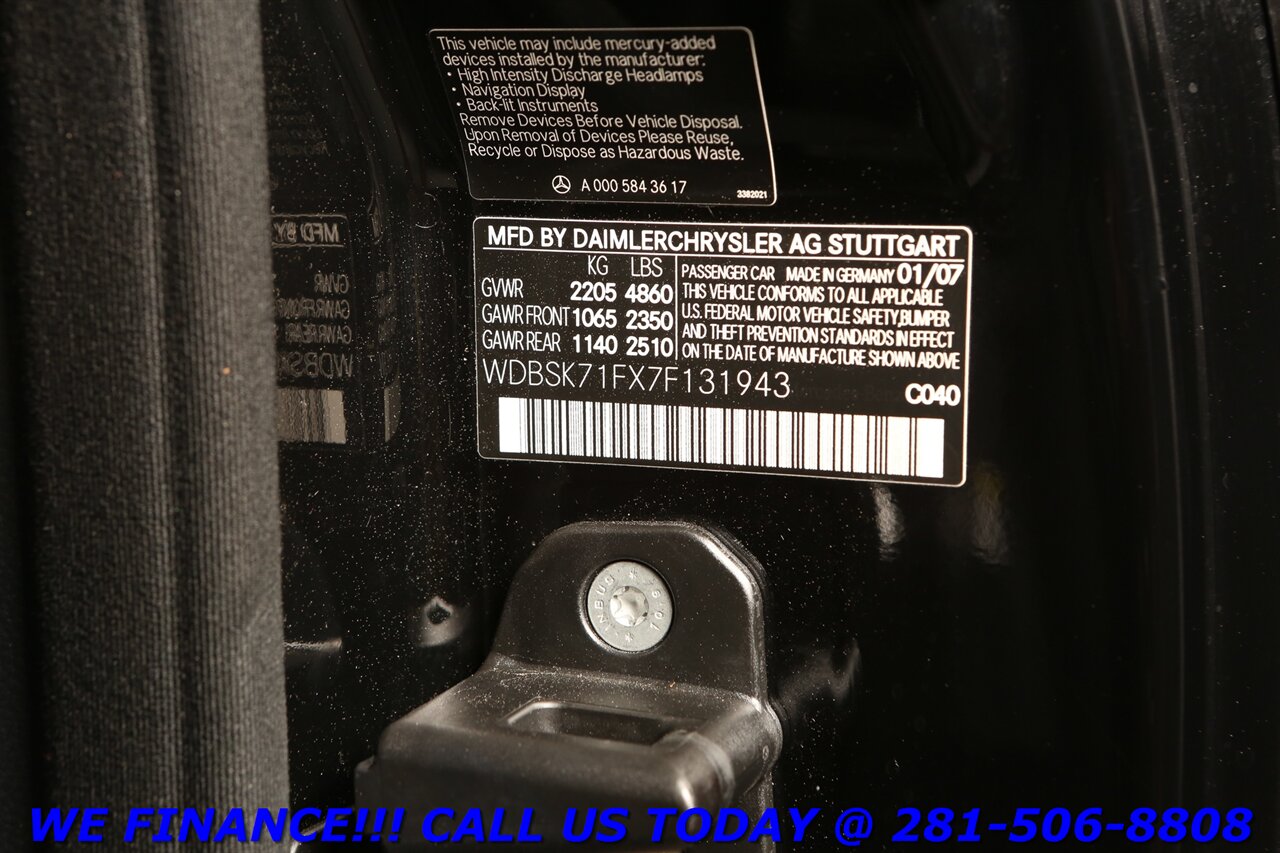 This vehicle may include mercury-added
devices installed by the manufacturer:
• High Intensity Discharge Headlamps
• Navigation Display
• Back-lit Instruments
Remove Devices Before Vehicle Disposal.
Upon Removal of Devices Please Reuse,
Recycle or Dispose as Hazardous Waste.
A 000 584 36 17
3382021
MFD BY DAIMLERCHRYSLER AG STUTTGART
KG LBS
GVWR 2205 4860
GAWR FRONT 1065 2350
GAWR REAR 1140 2510
PASSENGER CAR MADE IN GERMANY 01/07
THIS VEHICLE CONFORMS TO ALL APPLICABLE
U.S. FEDERAL MOTOR VEHICLE SAFETY,BUMPER
AND THEFT PREVENTION STANDARDS IN EFFECT
ON THE DATE OF MANUFACTURE SHOWN ABOVE
WDBSK71FX7F131943
C040
INBUS
WE FINANCE!!! CALL US TODAY @ 281-506-8808